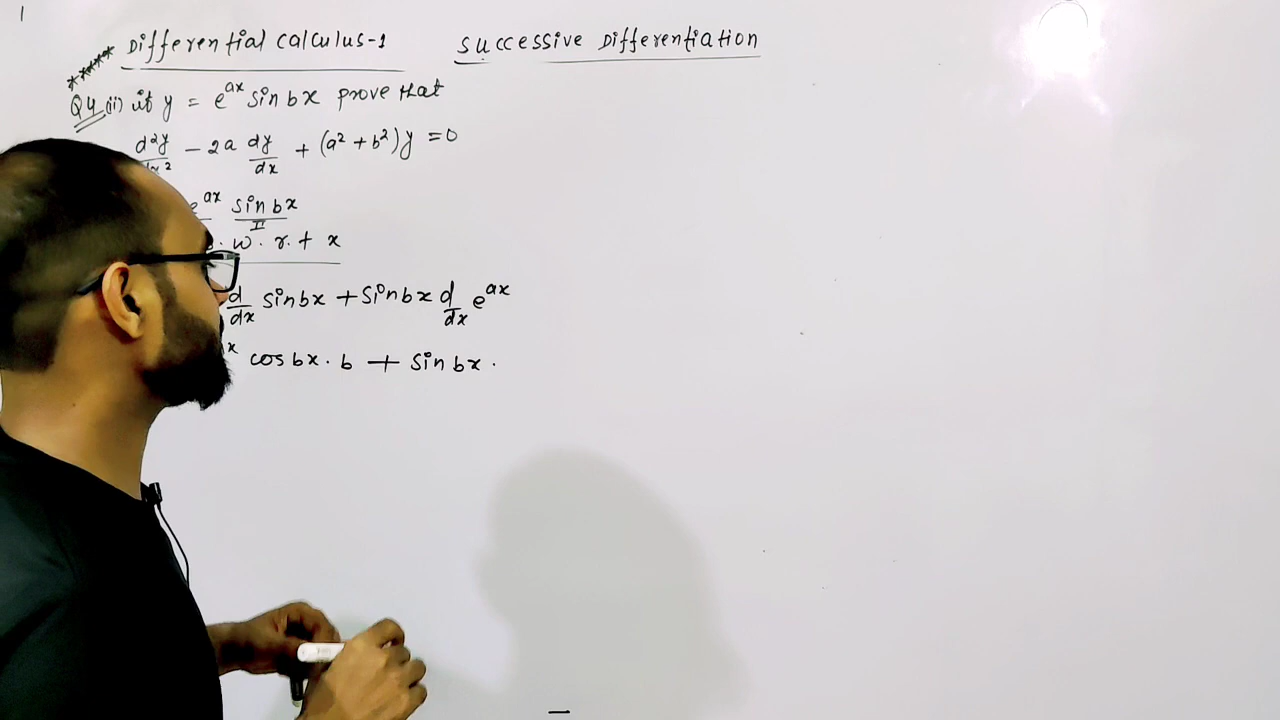 Differential Calculus-1 Successive Differentiation
*****
Q4 (ii) if y = e^{ax} sin bx prove that
d²y/dx² - 2a dy/dx + (a² + b²)y = 0
e^{ax} sin bx
II
w. r. t x
d/dx sin bx + sin bx d/dx e^{ax}
x cos bx . b + sin bx .